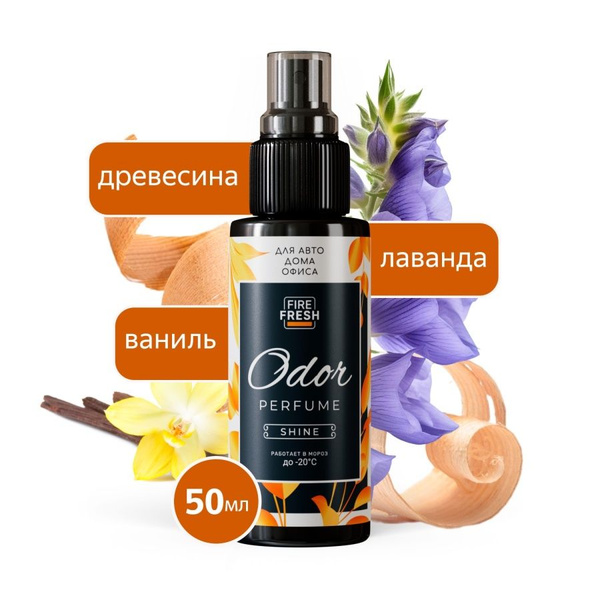 древесина
лаванда
ваниль
50мл
ДЛЯ АВТО
ДОМА
ОФИСА
FIRE
FRESH
Odor
PERFUME
SHINE
РАБОТАЕТ В МОРОЗ
до -20°C